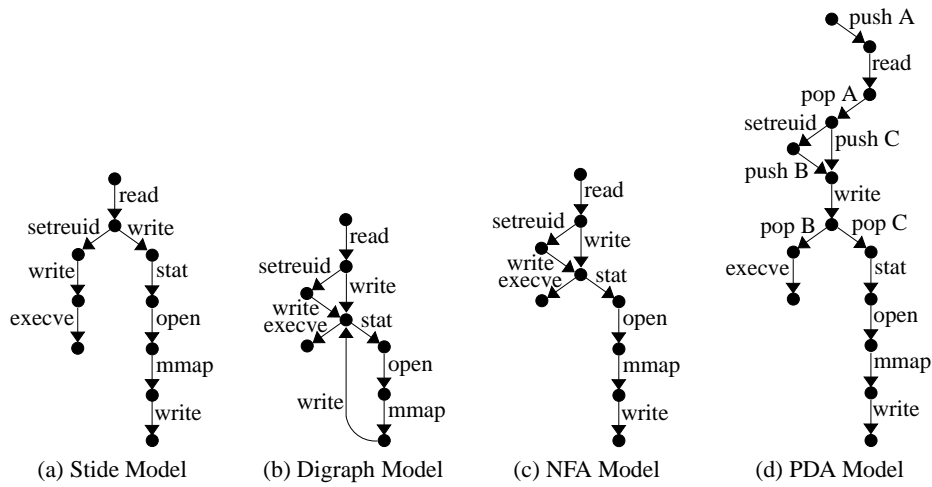 read
setreuid
write
write
stat
execve
open
mmap
write
(a) Stide Model
read
setreuid
write
write
execve
stat
open
write
mmap
(b) Digraph Model
read
setreuid
write
write
execve
stat
open
mmap
write
(c) NFA Model
push A
read
pop A
setreuid
push C
push B
write
pop B
pop C
execve
stat
open
mmap
write
(d) PDA Model